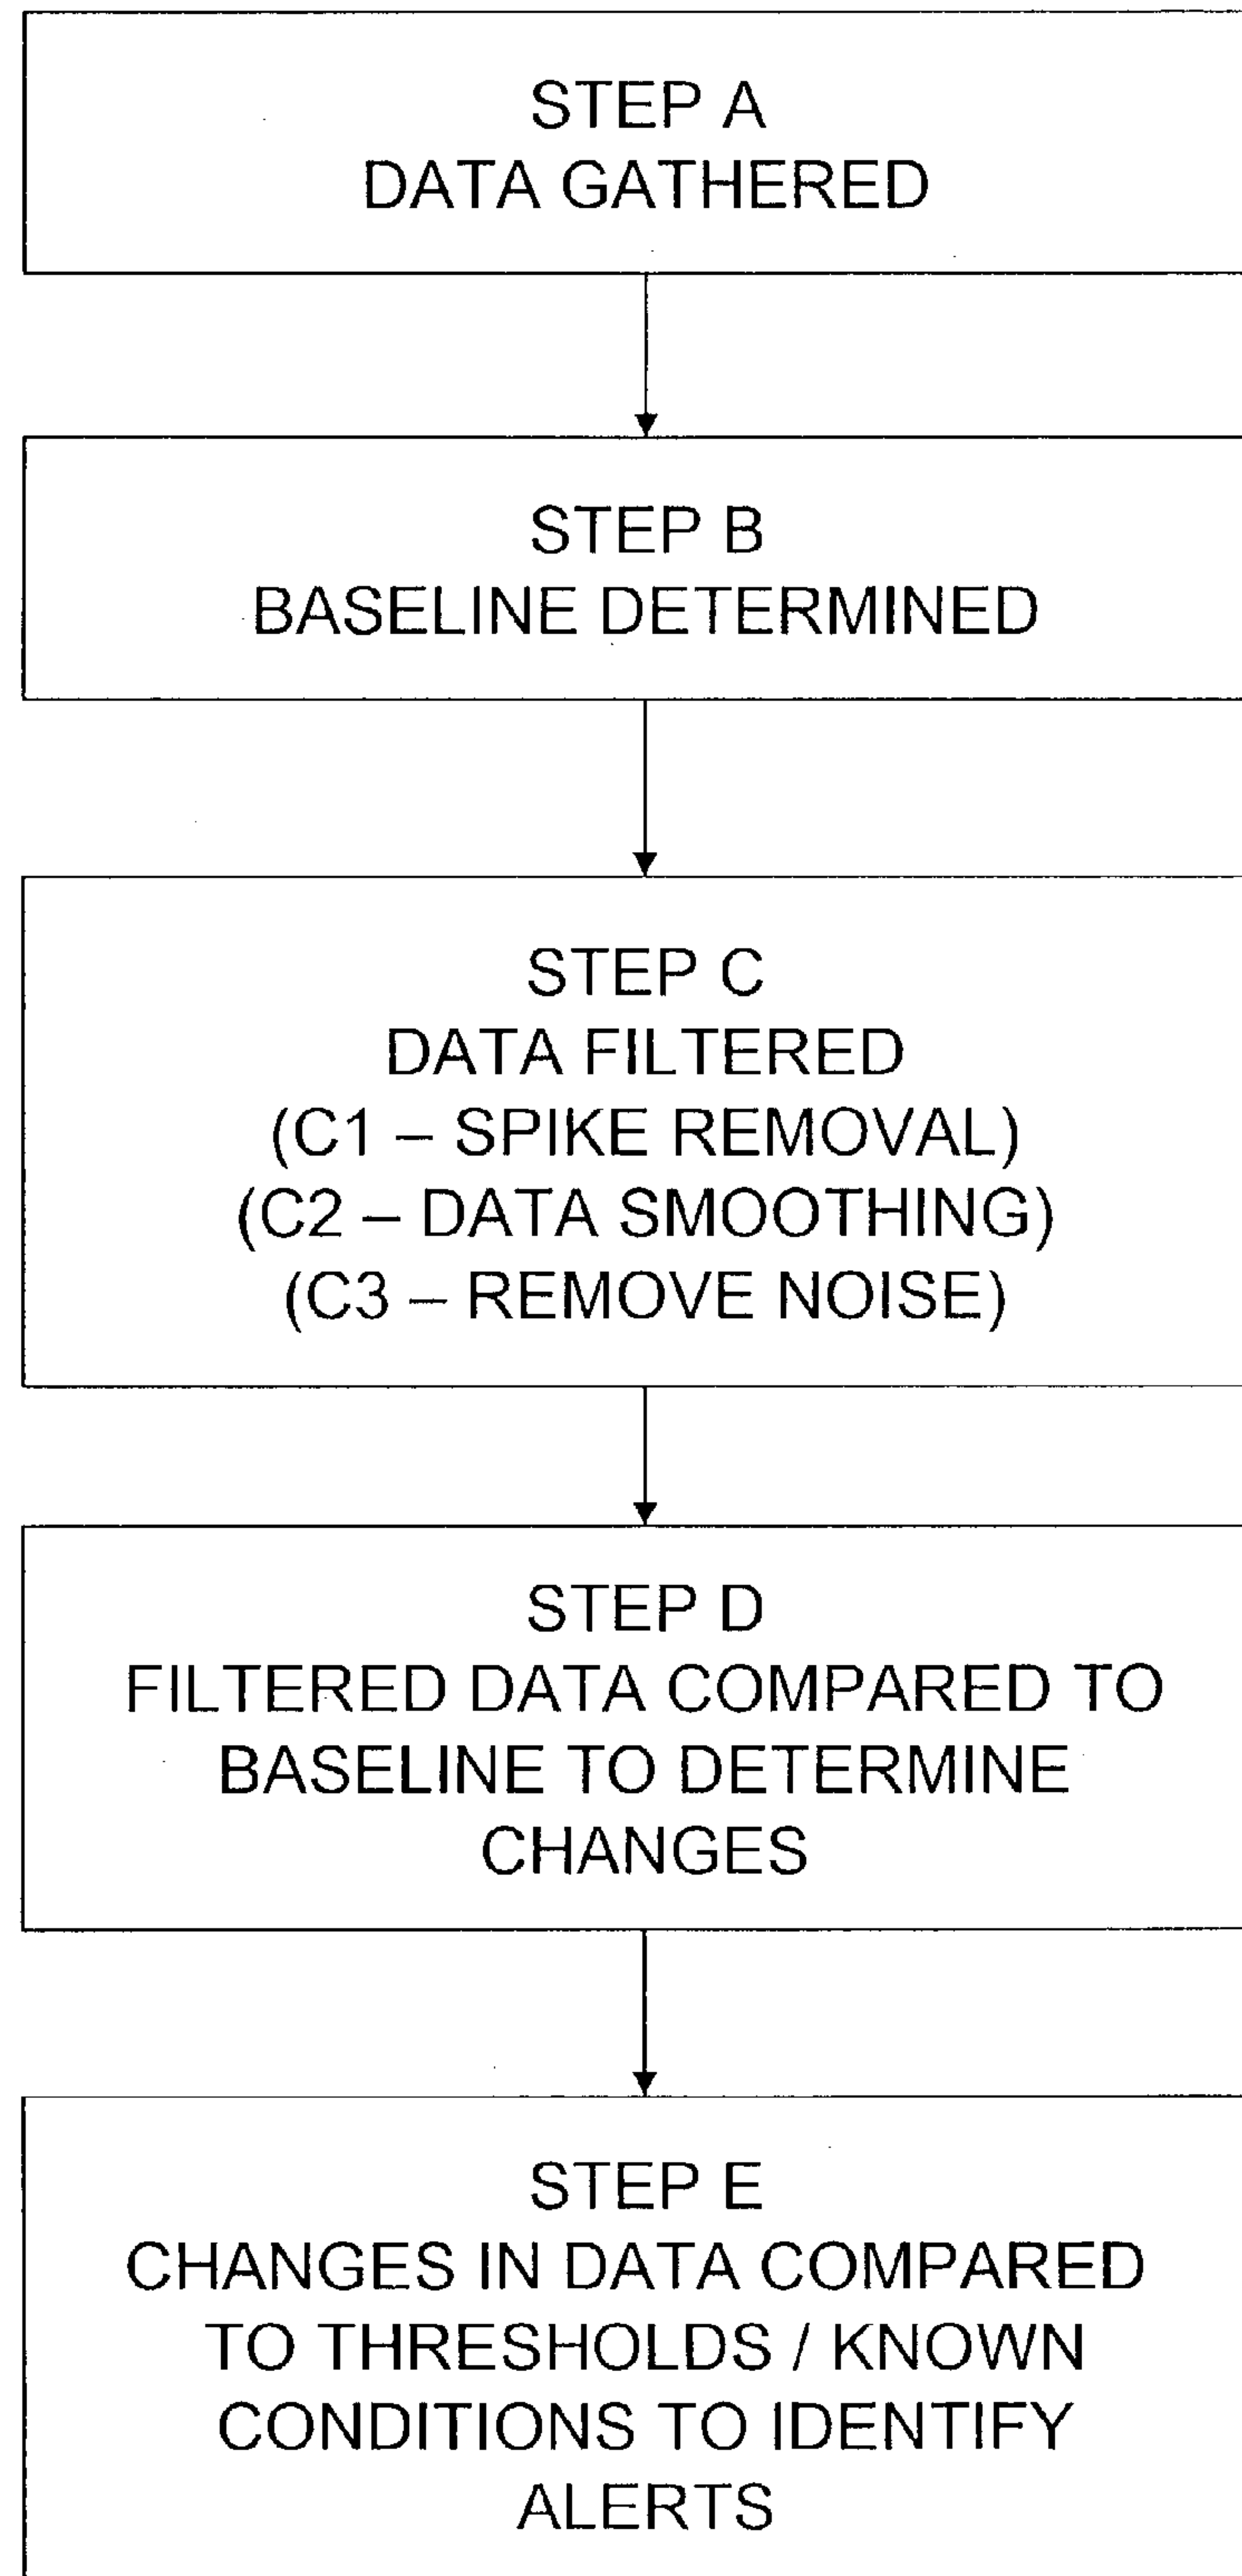 STEP A
DATA GATHERED
STEP B
BASELINE DETERMINED
STEP C
DATA FILTERED
(C1 – SPIKE REMOVAL)
(C2 – DATA SMOOTHING)
(C3 – REMOVE NOISE)
STEP D
FILTERED DATA COMPARED TO
BASELINE TO DETERMINE
CHANGES
STEP E
CHANGES IN DATA COMPARED
TO THRESHOLDS / KNOWN
CONDITIONS TO IDENTIFY
ALERTS